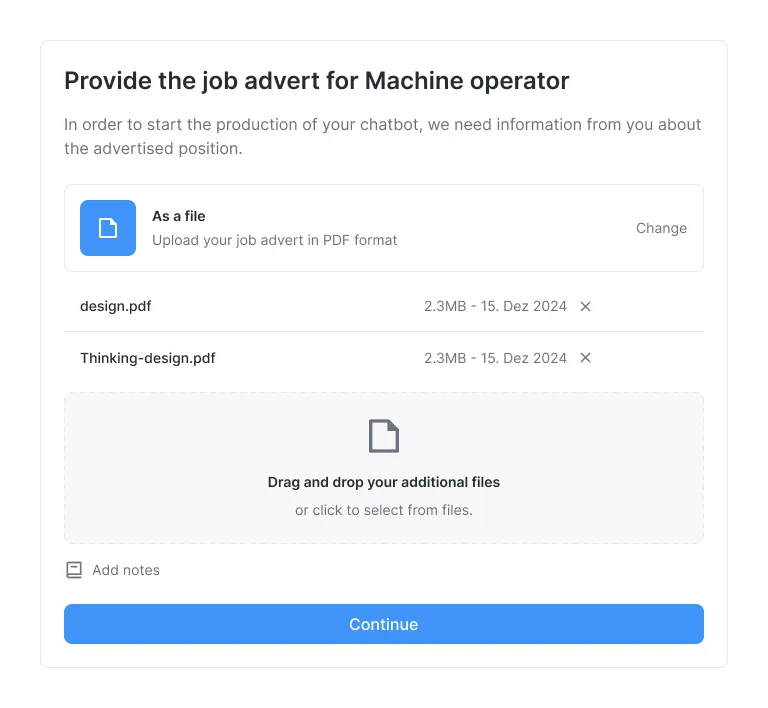 Provide the job advert for Machine operator
In order to start the production of your chatbot, we need information from you about
the advertised position.
As a file
Upload your job advert in PDF format
Change
design.pdf
2.3MB - 15. Dez 2024
Thinking-design.pdf
2.3MB - 15. Dez 2024
Drag and drop your additional files
or click to select from files.
Add notes
Continue